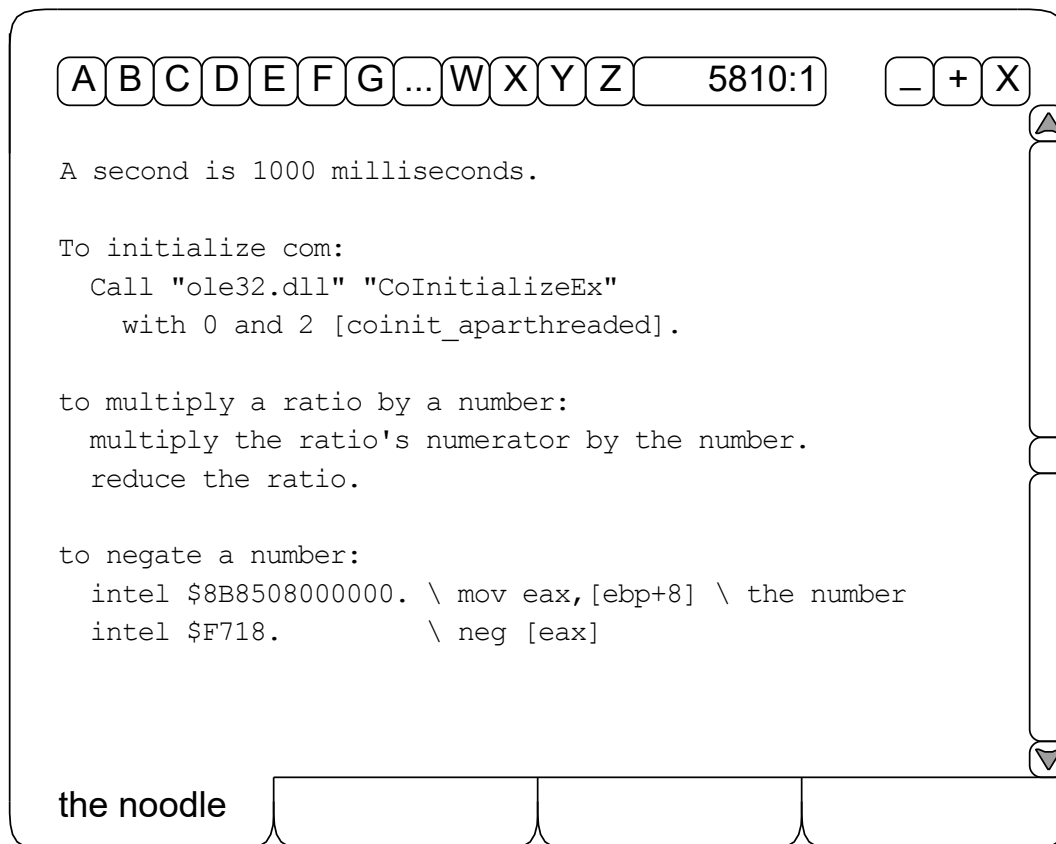 A B C D E F G ... W X Y Z 5810:1 _ + X
A second is 1000 milliseconds.
To initialize com:
Call "ole32.dll" "CoInitializeEx"
with 0 and 2 [coinit_aparthreaded].
to multiply a ratio by a number:
multiply the ratio's numerator by the number.
reduce the ratio.
to negate a number:
intel $8B8508000000. \ mov eax,[ebp+8] \ the number
intel $F718. \ neg [eax]
the noodle